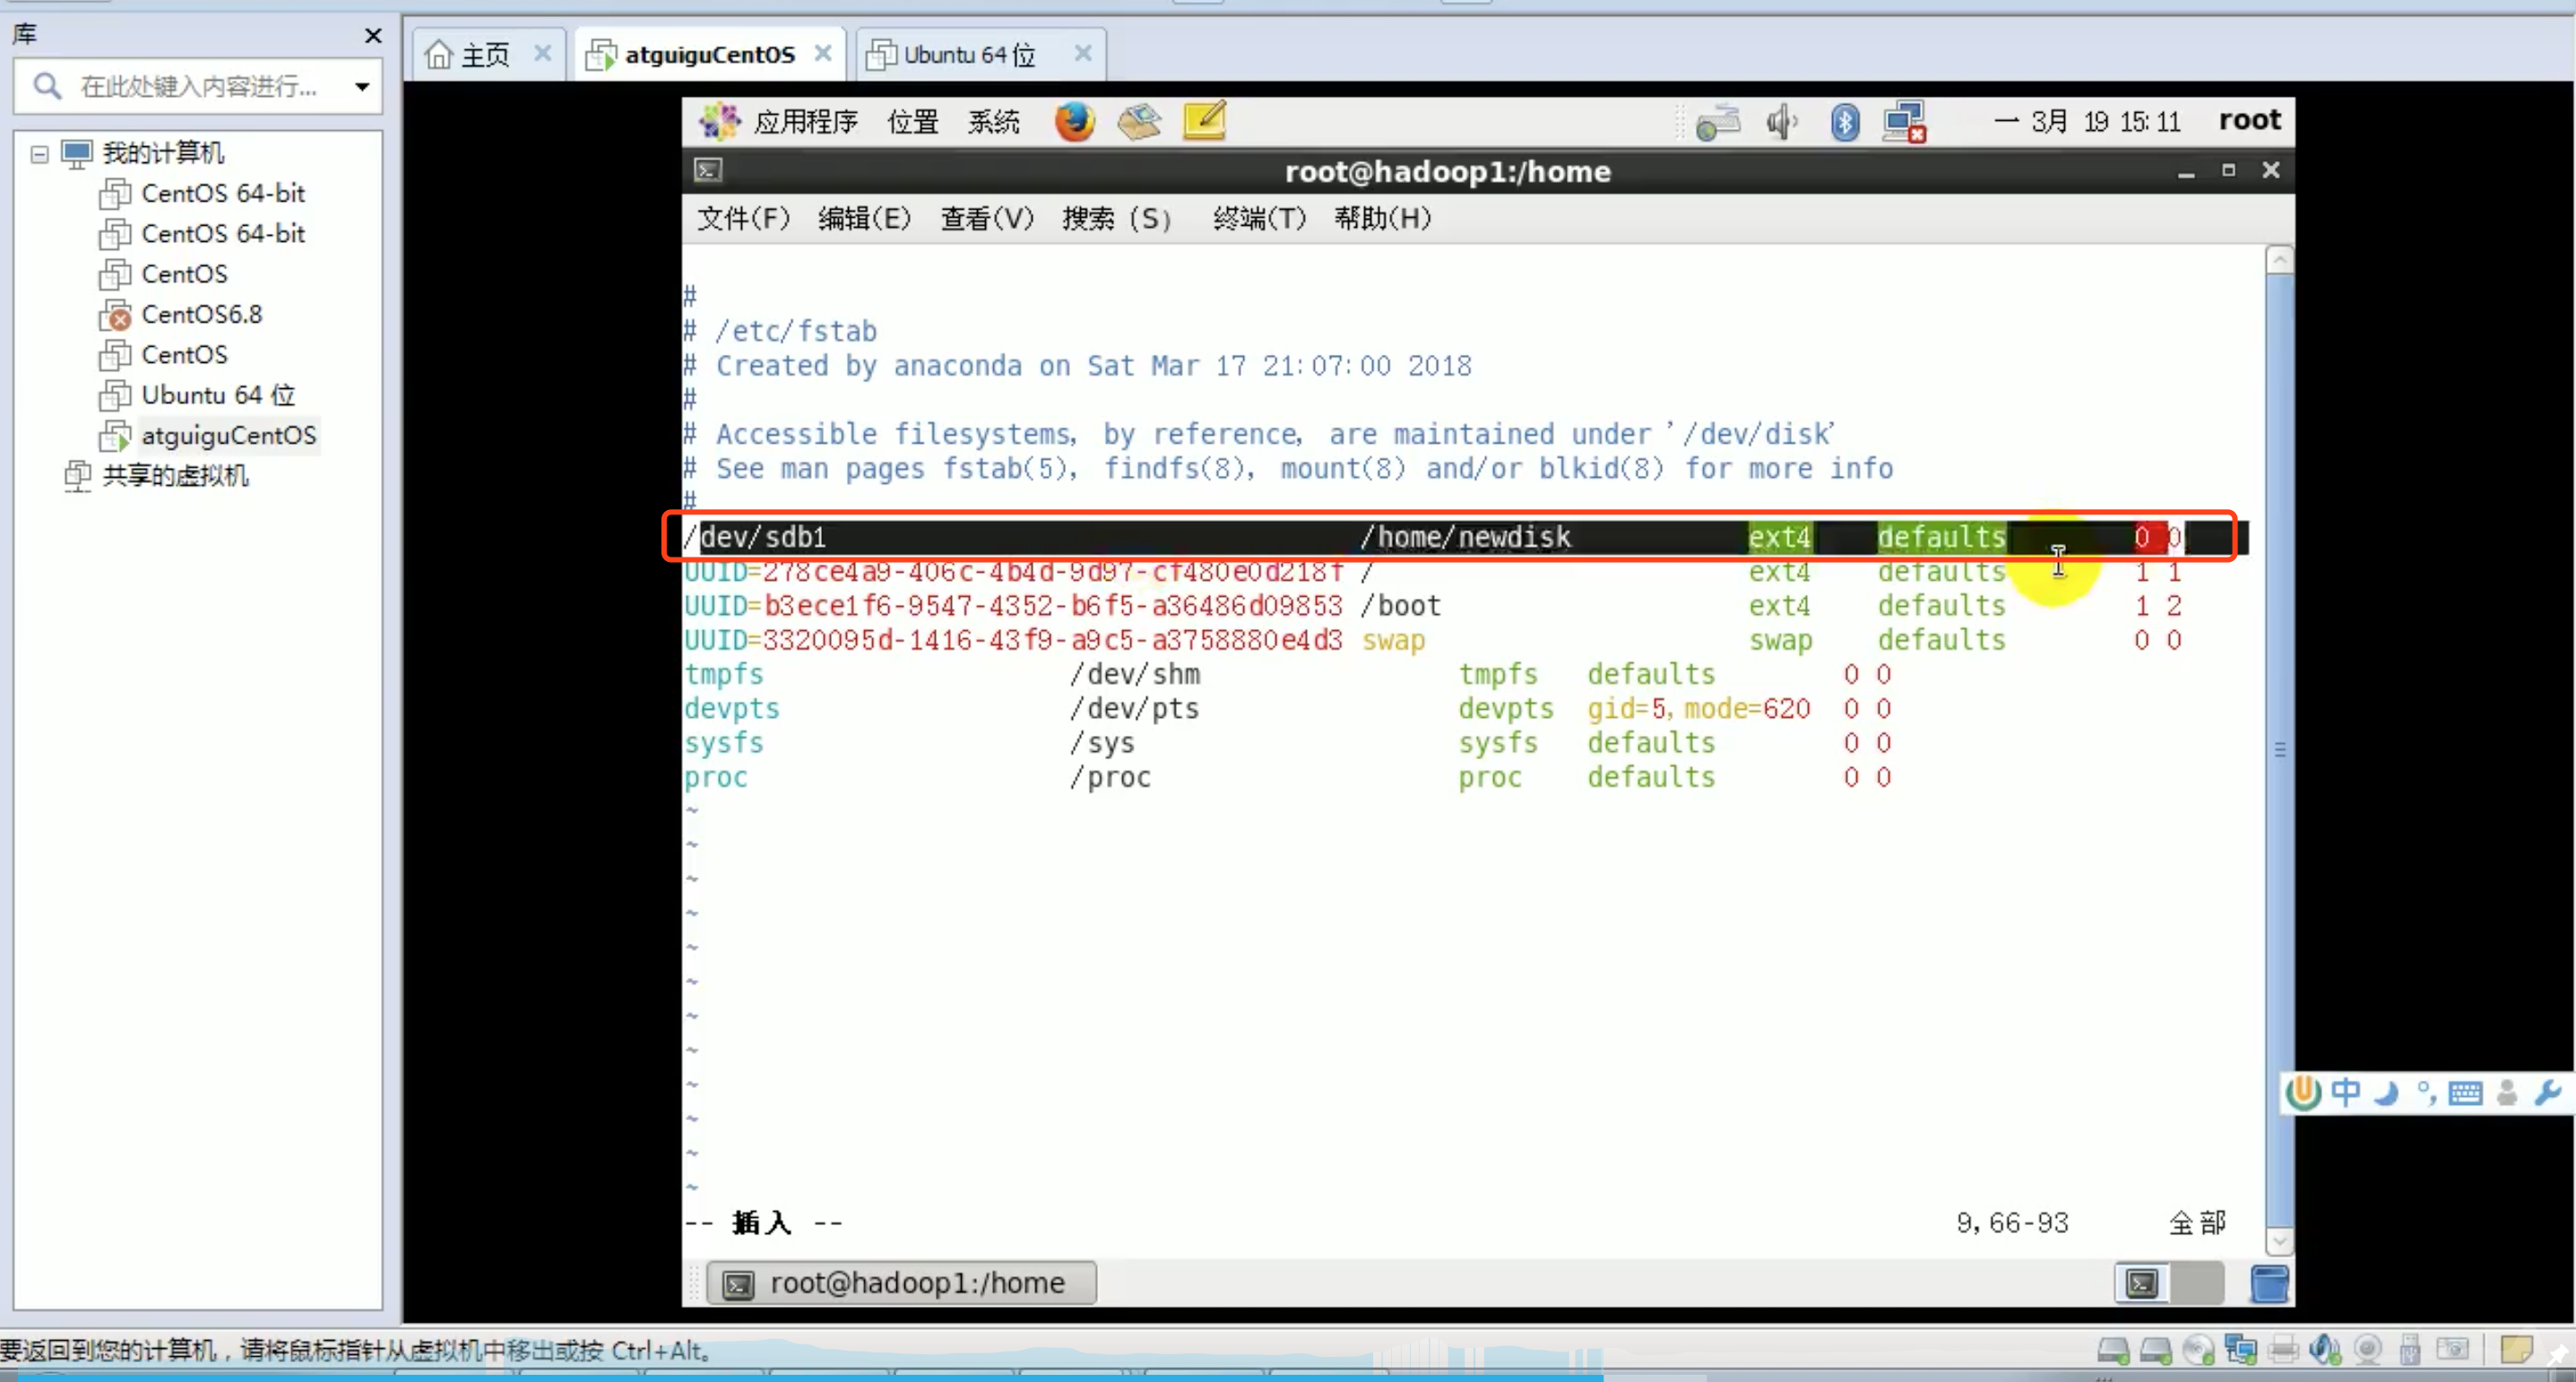 库
主页
atguiguCentOS
Ubuntu 64 位
在此处键入内容进行...
我的计算机
CentOS 64-bit
CentOS 64-bit
CentOS
CentOS6.8
CentOS
Ubuntu 64 位
atguiguCentOS
共享的虚拟机
应用程序 位置 系统 一 3月 19 15:11 root
root@hadoop1:/home
文件(F) 编辑(E) 查看(V) 搜索 (S) 终端(T) 帮助(H)
#
# /etc/fstab
# Created by anaconda on Sat Mar 17 21:07:00 2018
#
# Accessible filesystems, by reference, are maintained under '/dev/disk'
# See man pages fstab(5), findfs(8), mount(8) and/or blkid(8) for more info
#
/dev/sdb1 /home/newdisk ext4 defaults 0 0
UUID=278ce4a9-406c-4b4d-9d97-cf480e0d218f / ext4 defaults 1 1
UUID=b3ece1f6-9547-4352-b6f5-a36486d09853 /boot ext4 defaults 1 2
UUID=3320095d-1416-43f9-a9c5-a3758880e4d3 swap swap defaults 0 0
tmpfs /dev/shm tmpfs defaults 0 0
devpts /dev/pts devpts gid=5,mode=620 0 0
sysfs /sys sysfs defaults 0 0
proc /proc proc defaults 0 0
~
~
~
~
~
~
~
~
~
~
~
~
-- 插入 -- 9,66-93 全部
中
root@hadoop1:/home
要返回到您的计算机，请将鼠标指针从虚拟机中移出或按 Ctrl+Alt。